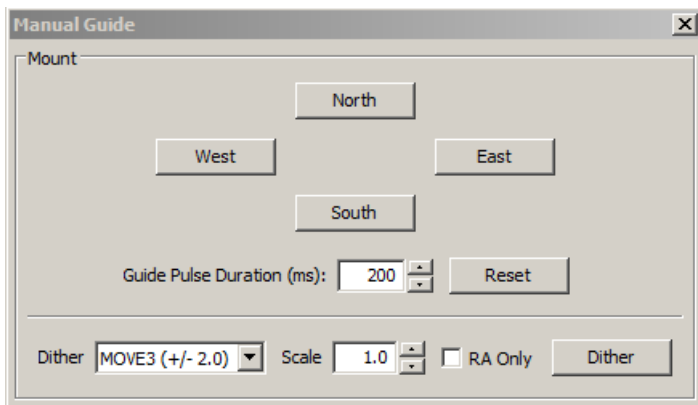 Manual Guide
Mount
North
West East
South
Guide Pulse Duration (ms): 200 Reset
Dither MOVE3 (+/- 2.0) Scale 1.0 RA Only Dither